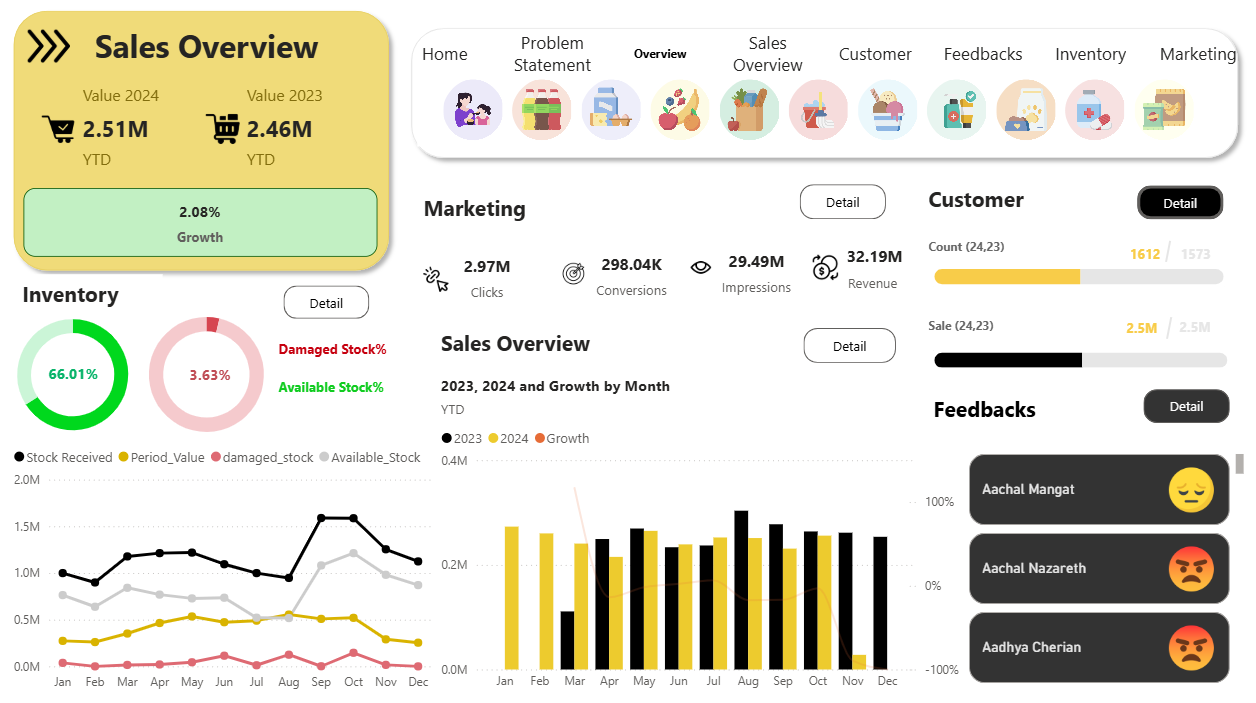 Sales Overview
Value 2024
Value 2023
2.51M
2.46M
YTD
YTD
2.08%
Growth
Home
Problem
Statement
Overview
Sales
Overview
Customer
Feedbacks
Inventory
Marketing
Marketing
Detail
2.97M
Clicks
298.04K
Conversions
29.49M
Impressions
32.19M
Revenue
Customer
Detail
Count (24,23)
1612 / 1573
Sale (24,23)
2.5M / 2.5M
Inventory
Detail
66.01%
3.63%
Damaged Stock%
Available Stock%
Stock Received Period_Value damaged_stock Available_Stock
2.0M
1.5M
1.0M
0.5M
0.0M
Jan Feb Mar Apr May Jun Jul Aug Sep Oct Nov Dec
Sales Overview
Detail
2023, 2024 and Growth by Month
YTD
2023 2024 Growth
0.4M
0.2M
0.0M
100%
0%
-100%
Jan Feb Mar Apr May Jun Jul Aug Sep Oct Nov Dec
Feedbacks
Detail
Aachal Mangat
Aachal Nazareth
Aadhya Cherian